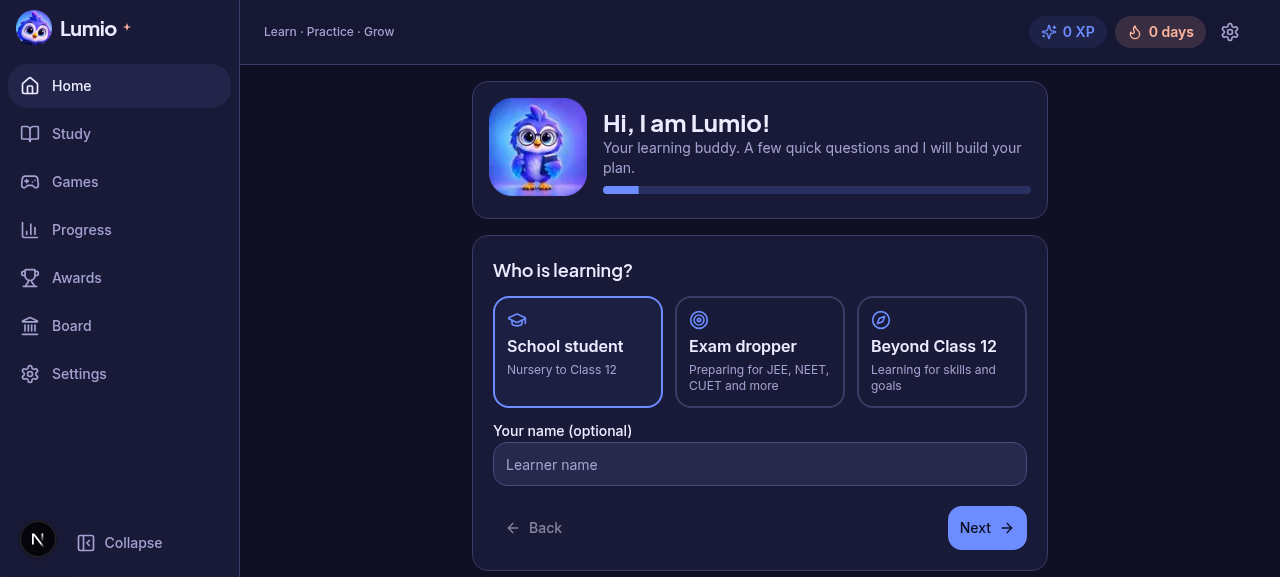 Lumio
Learn · Practice · Grow
0 XP
0 days
Home
Study
Games
Progress
Awards
Board
Settings
N
Collapse
Hi, I am Lumio!
Your learning buddy. A few quick questions and I will build your
plan.
Who is learning?
School student
Nursery to Class 12
Exam dropper
Preparing for JEE, NEET,
CUET and more
Beyond Class 12
Learning for skills and
goals
Your name (optional)
Learner name
Back
Next